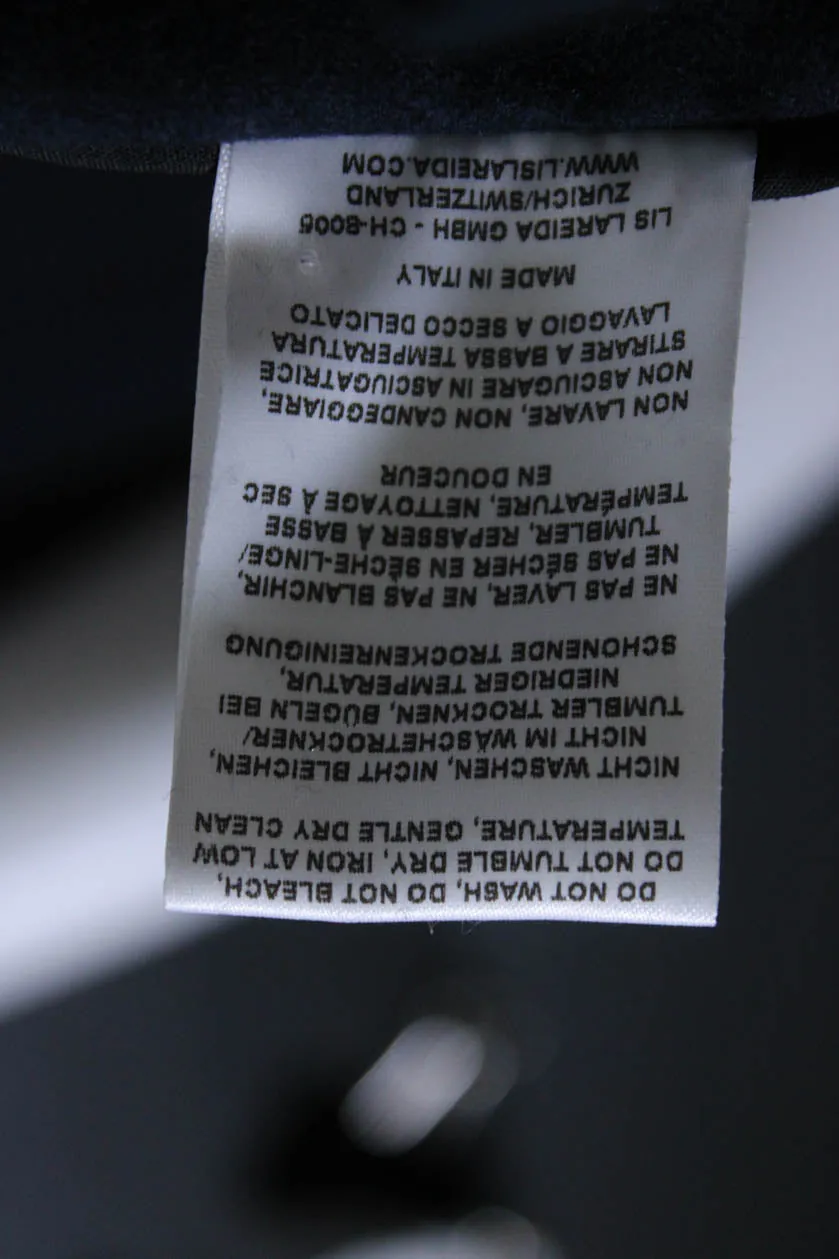 DO NOT WASH, DO NOT BLEACH,
DO NOT TUMBLE DRY, IRON AT LOW
TEMPERATURE, GENTLE DRY CLEAN
NICHT WASCHEN, NICHT BLEICHEN,
NICHT IM WÄSCHETROCKNER/
TUMBLER TROCKNEN, BÜGELN BEI
NIEDRIGER TEMPERATUR,
SCHONENDE TROCKENREINIGUNG
NE PAS LAVER, NE PAS BLANCHIR,
NE PAS SÉCHER EN SÈCHE-LINGE/
TUMBLER, REPASSER À BASSE
TEMPÉRATURE, NETTOYAGE À SEC
EN DOUCEUR
NON LAVARE, NON CANDEGGIARE,
NON ASCIUGARE IN ASCIUGATRICE
STIRARE A BASSA TEMPERATURA
LAVAGGIO A SECCO DELICATO
MADE IN ITALY
LIS LAREIDA GMBH - CH-8005
ZURICH/SWITZERLAND
WWW.LISLAREIDA.COM